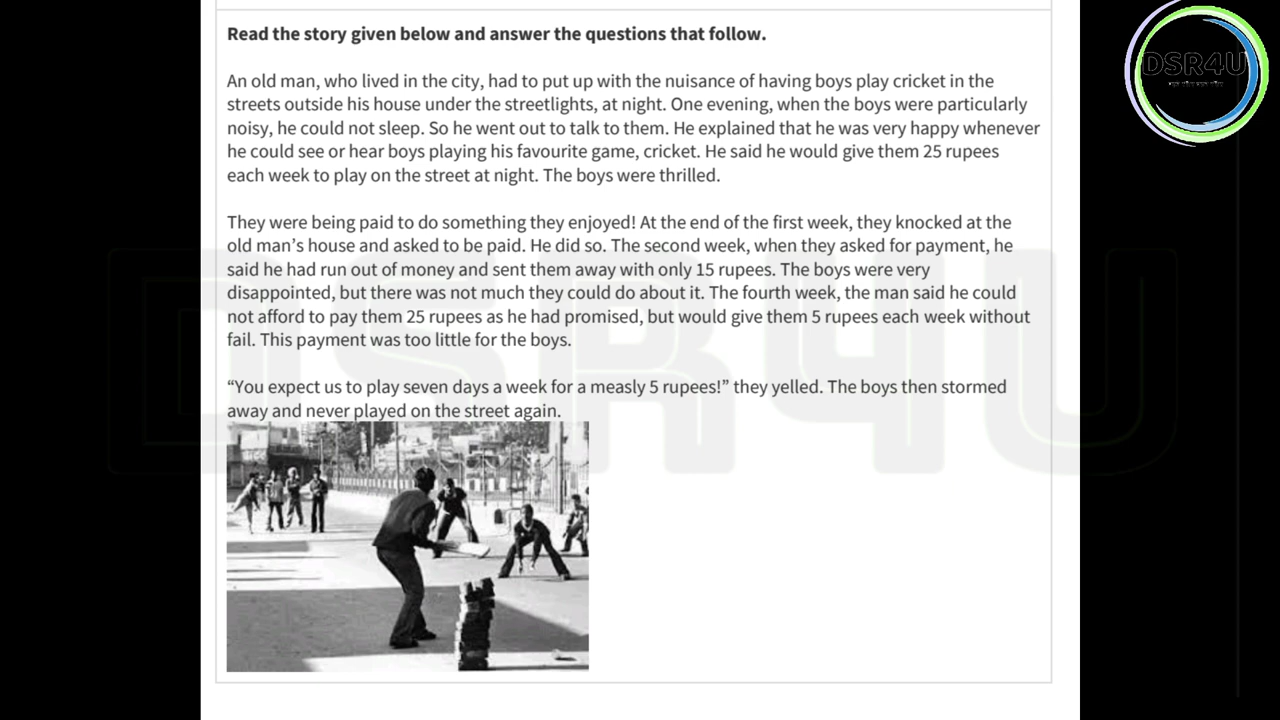 DSR4U
Read the story given below and answer the questions that follow.
An old man, who lived in the city, had to put up with the nuisance of having boys play cricket in the
streets outside his house under the streetlights, at night. One evening, when the boys were particularly
noisy, he could not sleep. So he went out to talk to them. He explained that he was very happy whenever
he could see or hear boys playing his favourite game, cricket. He said he would give them 25 rupees
each week to play on the street at night. The boys were thrilled.
They were being paid to do something they enjoyed! At the end of the first week, they knocked at the
old man’s house and asked to be paid. He did so. The second week, when they asked for payment, he
said he had run out of money and sent them away with only 15 rupees. The boys were very
disappointed, but there was not much they could do about it. The fourth week, the man said he could
not afford to pay them 25 rupees as he had promised, but would give them 5 rupees each week without
fail. This payment was too little for the boys.
“You expect us to play seven days a week for a measly 5 rupees!” they yelled. The boys then stormed
away and never played on the street again.
DSR4U